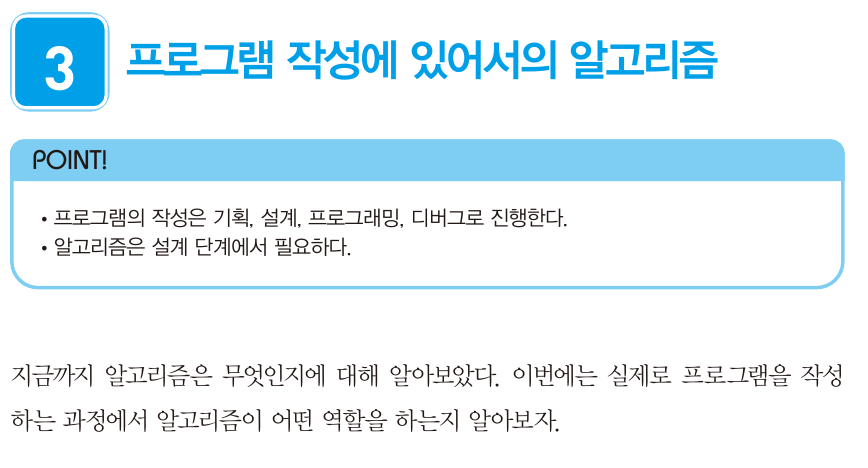 3 프로그램 작성에 있어서의 알고리즘
POINT!
• 프로그램의 작성은 기획, 설계, 프로그래밍, 디버그로 진행한다.
• 알고리즘은 설계 단계에서 필요하다.
지금까지 알고리즘은 무엇인지에 대해 알아보았다. 이번에는 실제로 프로그램을 작성
하는 과정에서 알고리즘이 어떤 역할을 하는지 알아보자.